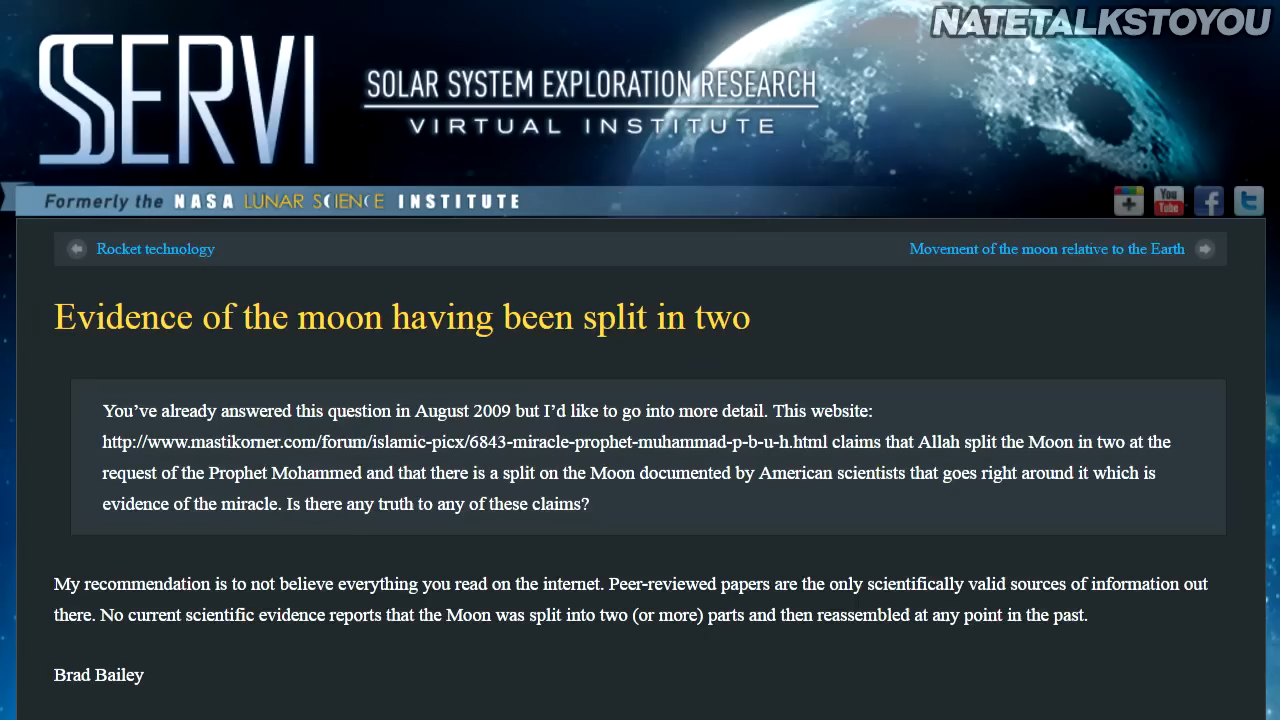 NATETALKSTOYOU
SSERVI
SOLAR SYSTEM EXPLORATION RESEARCH
VIRTUAL INSTITUTE
Formerly the NASA LUNAR SCIENCE INSTITUTE
You Tube
Rocket technology
Movement of the moon relative to the Earth
Evidence of the moon having been split in two
You’ve already answered this question in August 2009 but I’d like to go into more detail. This website:
http://www.mastikorner.com/forum/islamic-picx/6843-miracle-prophet-muhammad-p-b-u-h.html claims that Allah split the Moon in two at the
request of the Prophet Mohammed and that there is a split on the Moon documented by American scientists that goes right around it which is
evidence of the miracle. Is there any truth to any of these claims?
My recommendation is to not believe everything you read on the internet. Peer-reviewed papers are the only scientifically valid sources of information out
there. No current scientific evidence reports that the Moon was split into two (or more) parts and then reassembled at any point in the past.
Brad Bailey